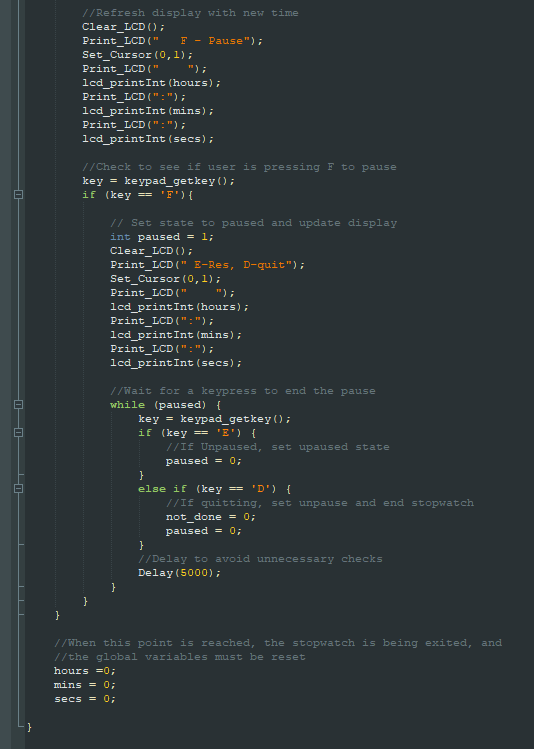 //Refresh display with new time
Clear_LCD();
Print_LCD("   F - Pause");
Set_Cursor(0,1);
Print_LCD("    ");
lcd_printInt(hours);
Print_LCD(":");
lcd_printInt(mins);
Print_LCD(":");
lcd_printInt(secs);

//Check to see if user is pressing F to pause
key = keypad_getkey();
if (key == 'F'){

    // Set state to paused and update display
    int paused = 1;
    Clear_LCD();
    Print_LCD(" E-Res, D-quit");
    Set_Cursor(0,1);
    Print_LCD("    ");
    lcd_printInt(hours);
    Print_LCD(":");
    lcd_printInt(mins);
    Print_LCD(":");
    lcd_printInt(secs);

    //Wait for a keypress to end the pause
    while (paused) {
        key = keypad_getkey();
        if (key == 'E') {
            //If Unpaused, set upaused state
            paused = 0;
        }
        else if (key == 'D') {
            //If quitting, set unpause and end stopwatch
            not_done = 0;
            paused = 0;
        }
        //Delay to avoid unnecessary checks
        Delay(5000);
    }
}
}

//When this point is reached, the stopwatch is being exited, and
//the global variables must be reset
hours =0;
mins = 0;
secs = 0;

}